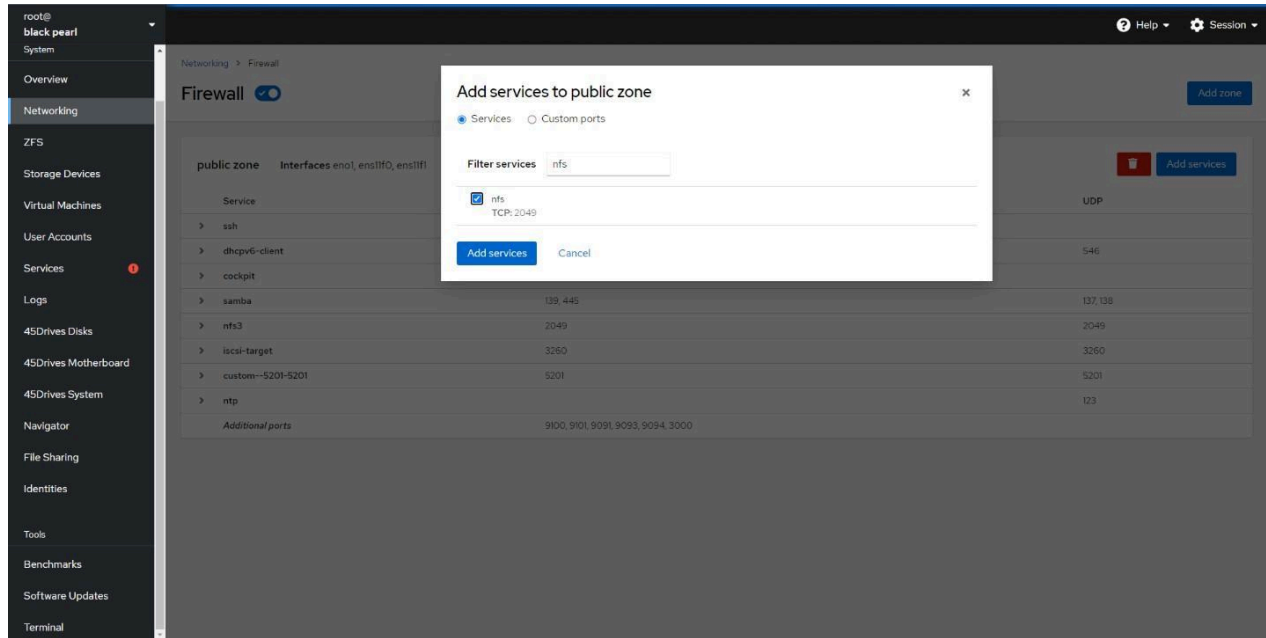 root@
black pearl
Help
Session
System
Overview
Networking
ZFS
Storage Devices
Virtual Machines
User Accounts
Services
Logs
45Drives Disks
45Drives Motherboard
45Drives System
Navigator
File Sharing
Identities
Tools
Benchmarks
Software Updates
Terminal
Networking > Firewall
Firewall
Add zone
Add services to public zone
Services Custom ports
Filter services nfs
nfs
TCP: 2049
Add services Cancel
public zone Interfaces eno1, ens11f0, ens11f1
Add services
Service UDP
ssh
dhcpv6-client 546
cockpit
samba 139, 445 137, 138
nfs3 2049 2049
iscsi-target 3260 3260
custom--5201-5201 5201 5201
ntp 123
Additional ports 9100, 9101, 9091, 9093, 9094, 3000